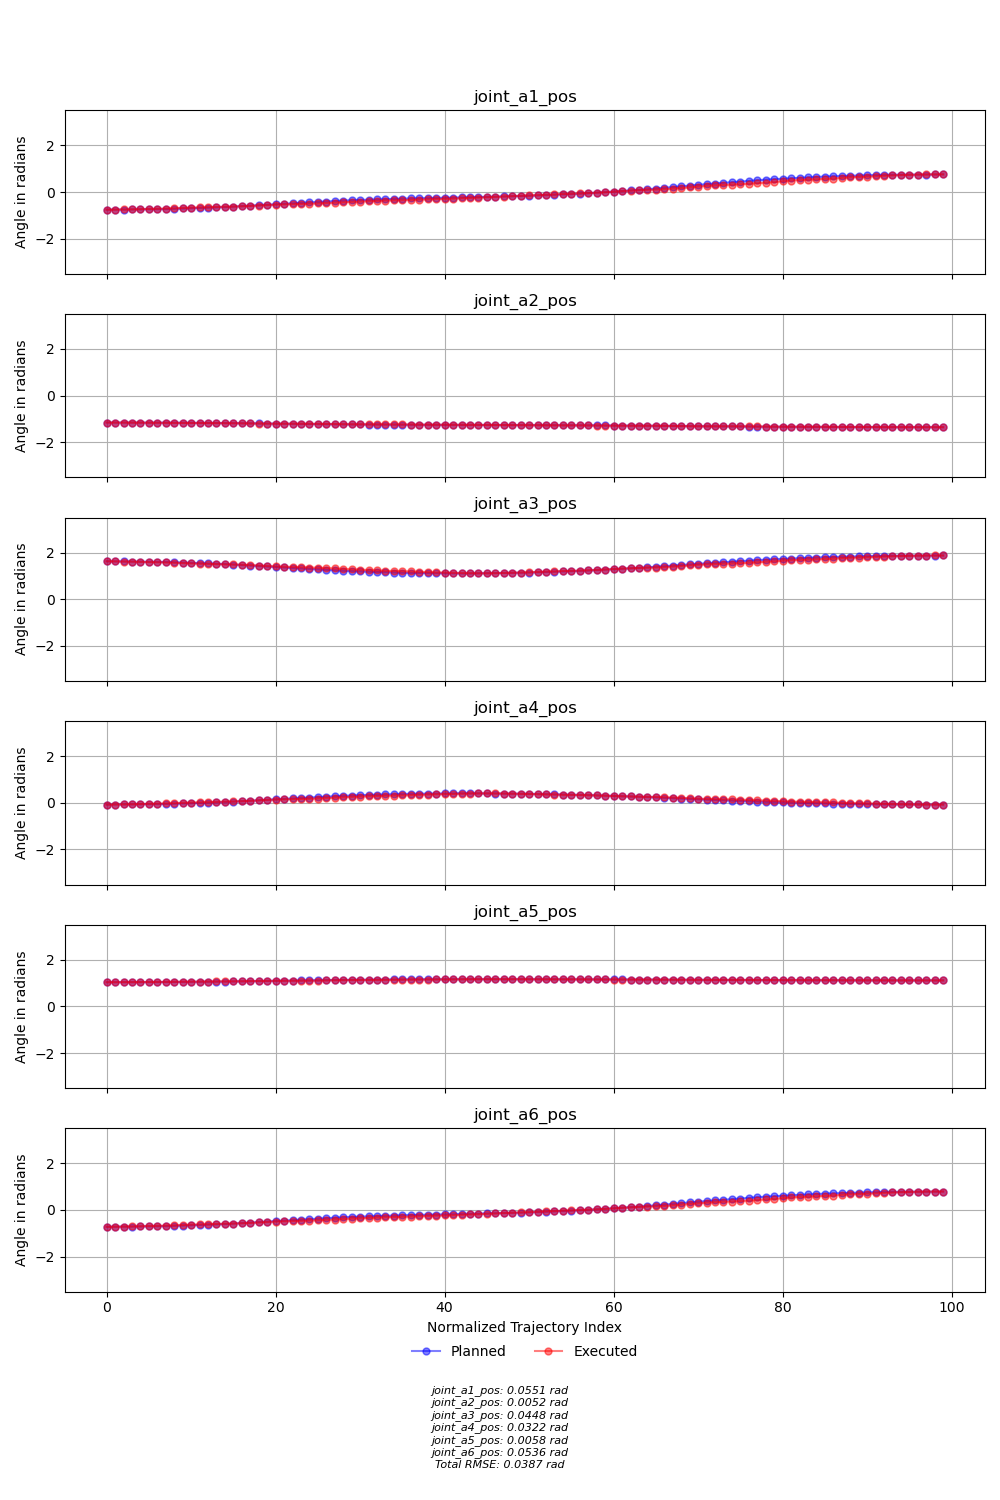 joint_a1_pos
Angle in radians
2
0
−2
joint_a2_pos
Angle in radians
2
0
−2
joint_a3_pos
Angle in radians
2
0
−2
joint_a4_pos
Angle in radians
2
0
−2
joint_a5_pos
Angle in radians
2
0
−2
joint_a6_pos
Angle in radians
2
0
−2
0 20 40 60 80 100
Normalized Trajectory Index
Planned Executed
joint_a1_pos: 0.0551 rad
joint_a2_pos: 0.0052 rad
joint_a3_pos: 0.0448 rad
joint_a4_pos: 0.0322 rad
joint_a5_pos: 0.0058 rad
joint_a6_pos: 0.0536 rad
Total RMSE: 0.0387 rad